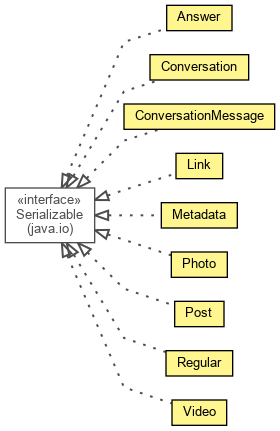 Answer
Conversation
ConversationMessage
Link
«interface»
Serializable
(java.io)
Metadata
Photo
Post
Regular
Video